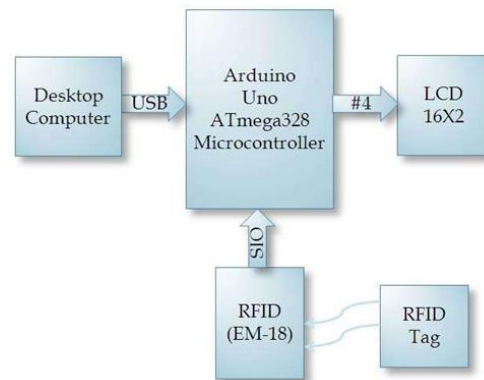 Desktop
Computer
USB
Arduino
Uno
ATmega328
Microcontroller
#4
LCD
16X2
SIO
RFID
(EM-18)
RFID
Tag